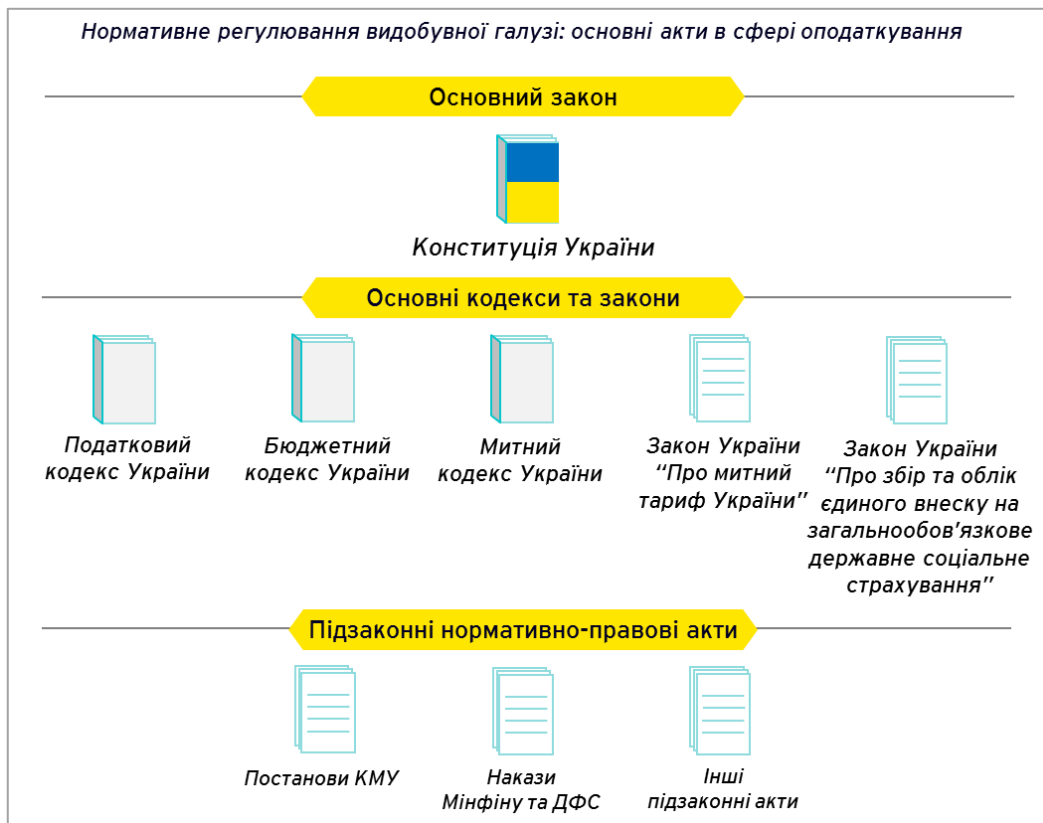 Нормативне регулювання видобувної галузі: основні акти в сфері оподаткування
Основний закон
Конституція України
Основні кодекси та закони
Податковий
кодекс України
Бюджетний
кодекс України
Митний
кодекс України
Закон України
“Про митний
тариф України”
Закон України
“Про збір та облік
єдиного внеску на
загальнообов'язкове
державне соціальне
страхування”
Підзаконні нормативно-правові акти
Постанови КМУ
Накази
Мінфіну та ДФС
Інші
підзаконні акти